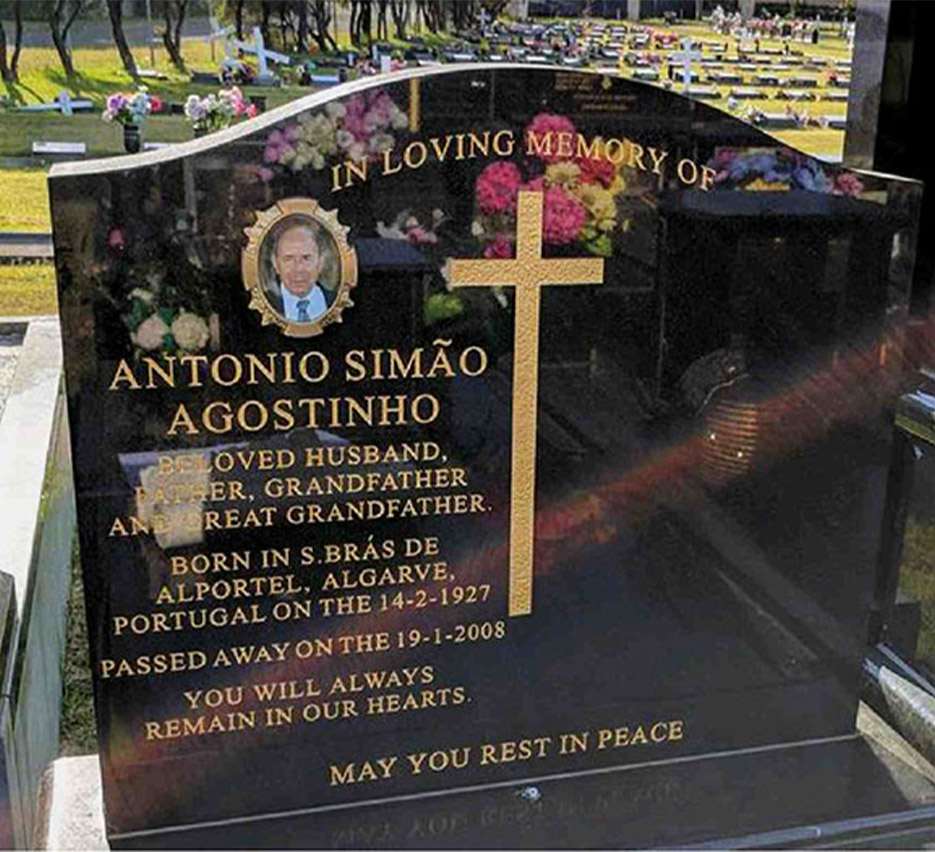 IN LOVING MEMORY OF
ANTONIO SIMÃO
AGOSTINHO
BELOVED HUSBAND,
FATHER, GRANDFATHER
AND GREAT GRANDFATHER.
BORN IN S.BRÁS DE
ALPORTEL, ALGARVE,
PORTUGAL ON THE 14-2-1927
PASSED AWAY ON THE 19-1-2008
YOU WILL ALWAYS
REMAIN IN OUR HEARTS.
MAY YOU REST IN PEACE